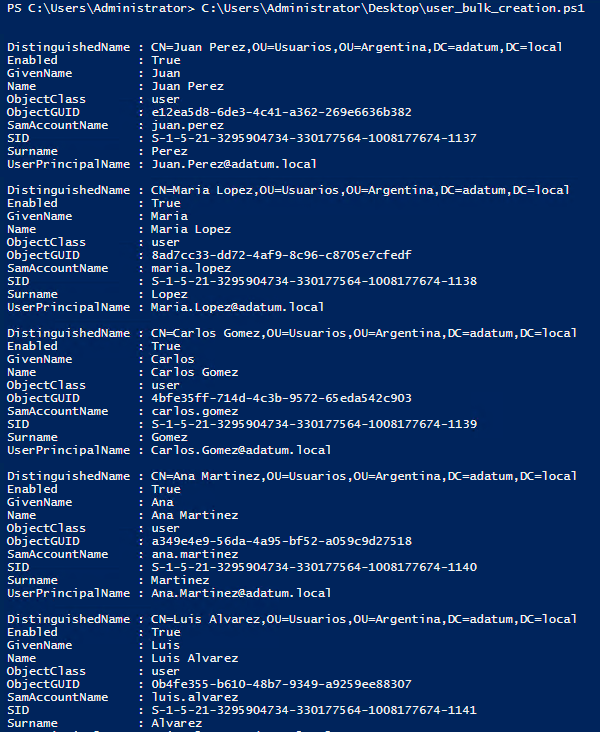 PS C:\Users\Administrator> C:\Users\Administrator\Desktop\user_bulk_creation.ps1
DistinguishedName : CN=Juan Perez,OU=Usuarios,OU=Argentina,DC=adatum,DC=local
Enabled : True
GivenName : Juan
Name : Juan Perez
ObjectClass : user
ObjectGUID : e12ea5d8-6de3-4c41-a362-269e6636b382
SamAccountName : juan.perez
SID : S-1-5-21-3295904734-330177564-1008177674-1137
Surname : Perez
UserPrincipalName : Juan.Perez@adatum.local
DistinguishedName : CN=Maria Lopez,OU=Usuarios,OU=Argentina,DC=adatum,DC=local
Enabled : True
GivenName : Maria
Name : Maria Lopez
ObjectClass : user
ObjectGUID : 8ad7cc33-dd72-4af9-8c96-c8705e7cfedf
SamAccountName : maria.lopez
SID : S-1-5-21-3295904734-330177564-1008177674-1138
Surname : Lopez
UserPrincipalName : Maria.Lopez@adatum.local
DistinguishedName : CN=Carlos Gomez,OU=Usuarios,OU=Argentina,DC=adatum,DC=local
Enabled : True
GivenName : Carlos
Name : Carlos Gomez
ObjectClass : user
ObjectGUID : 4bfe35ff-714d-4c3b-9572-65eda542c903
SamAccountName : carlos.gomez
SID : S-1-5-21-3295904734-330177564-1008177674-1139
Surname : Gomez
UserPrincipalName : Carlos.Gomez@adatum.local
DistinguishedName : CN=Ana Martinez,OU=Usuarios,OU=Argentina,DC=adatum,DC=local
Enabled : True
GivenName : Ana
Name : Ana Martinez
ObjectClass : user
ObjectGUID : a349e4e9-56da-4a95-bf52-a059c9d27518
SamAccountName : ana.martinez
SID : S-1-5-21-3295904734-330177564-1008177674-1140
Surname : Martinez
UserPrincipalName : Ana.Martinez@adatum.local
DistinguishedName : CN=Luis Alvarez,OU=Usuarios,OU=Argentina,DC=adatum,DC=local
Enabled : True
GivenName : Luis
Name : Luis Alvarez
ObjectClass : user
ObjectGUID : 0b4fe355-b610-48b7-9349-a9259ee88307
SamAccountName : luis.alvarez
SID : S-1-5-21-3295904734-330177564-1008177674-1141
Surname : Alvarez